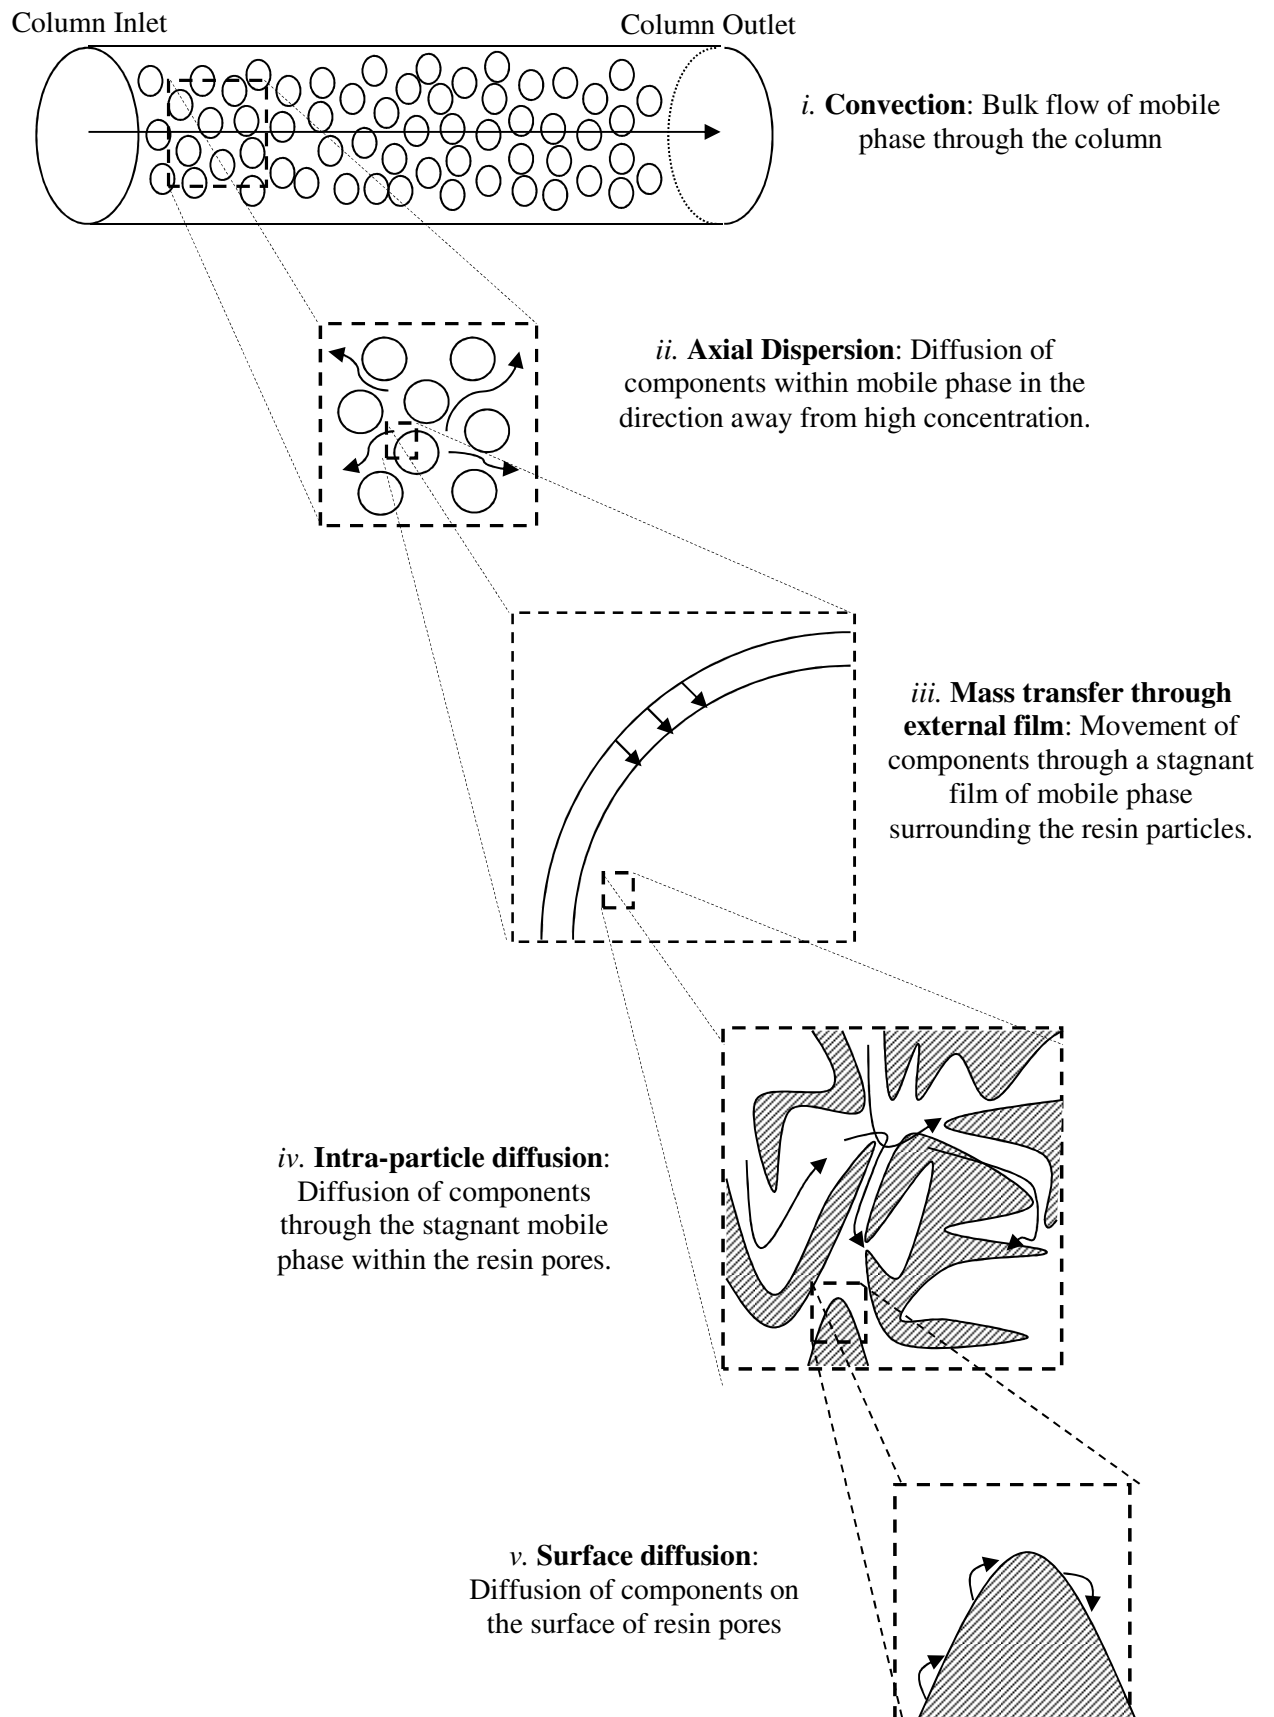 Column Inlet
Column Outlet
i. Convection: Bulk flow of mobile
phase through the column
ii. Axial Dispersion: Diffusion of
components within mobile phase in the
direction away from high concentration.
iii. Mass transfer through
external film: Movement of
components through a stagnant
film of mobile phase
surrounding the resin particles.
iv. Intra-particle diffusion:
Diffusion of components
through the stagnant mobile
phase within the resin pores.
v. Surface diffusion:
Diffusion of components on
the surface of resin pores